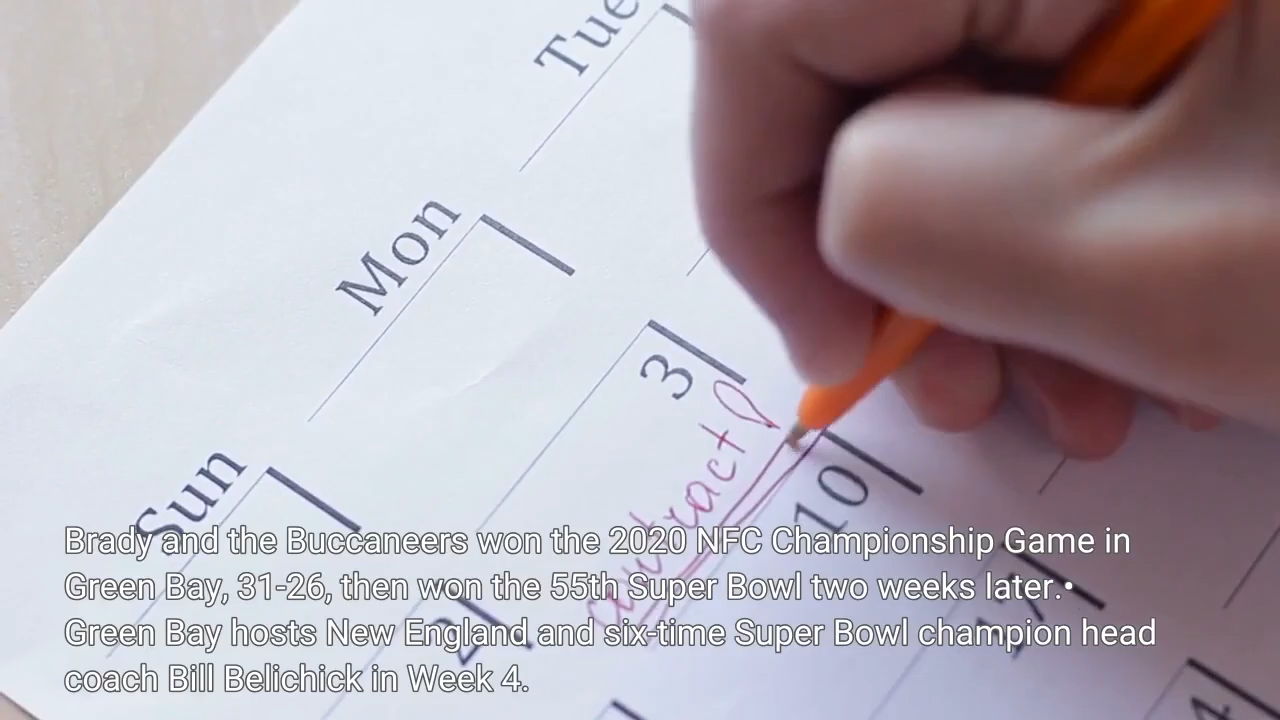 Tue
Mon
Sun
3
contract
10
2
17
Brady and the Buccaneers won the 2020 NFC Championship Game in
Green Bay, 31-26, then won the 55th Super Bowl two weeks later.•
Green Bay hosts New England and six-time Super Bowl champion head
coach Bill Belichick in Week 4.